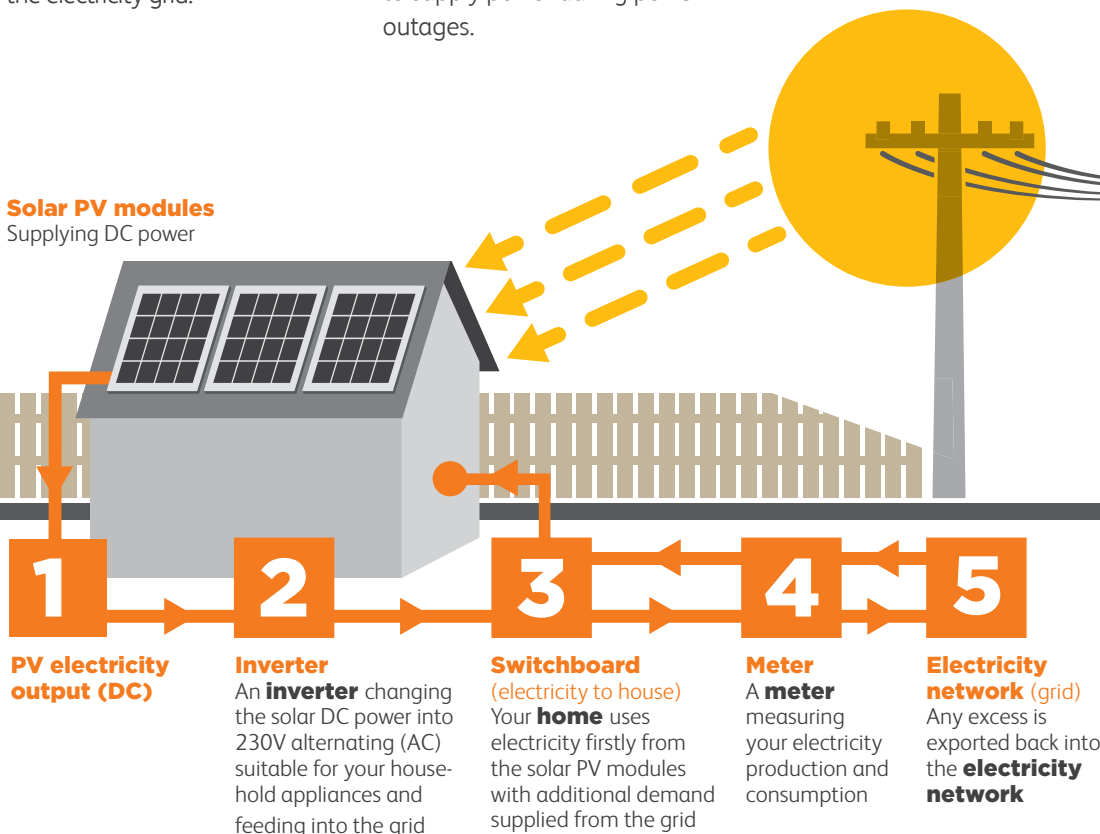 the electricity grid.
outages.
Solar PV modules
Supplying DC power
1
2
3
4
5
PV electricity
output (DC)
Inverter
An inverter changing
the solar DC power into
230V alternating (AC)
suitable for your house-
hold appliances and
feeding into the grid
Switchboard
(electricity to house)
Your home uses
electricity firstly from
the solar PV modules
with additional demand
supplied from the grid
Meter
A meter
measuring
your electricity
production and
consumption
Electricity
network (grid)
Any excess is
exported back into
the electricity
network